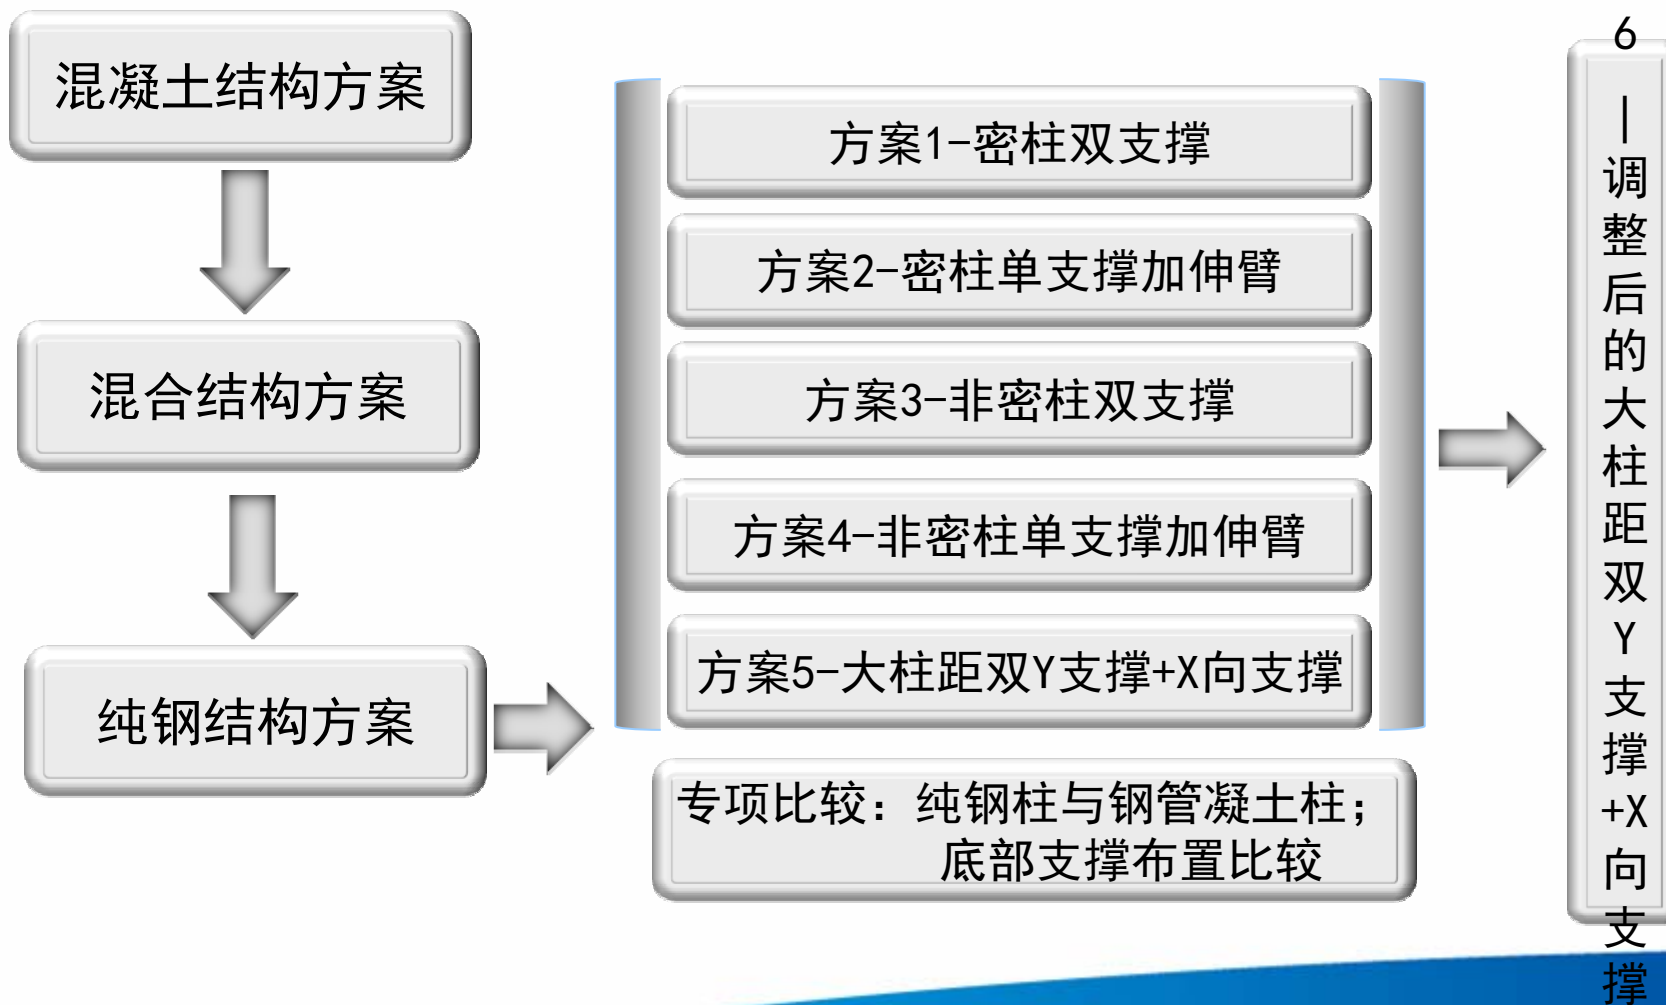 混凝土结构方案
混合结构方案
纯钢结构方案
方案1-密柱双支撑
方案2-密柱单支撑加伸臂
方案3-非密柱双支撑
方案4-非密柱单支撑加伸臂
方案5-大柱距双Y支撑+X向支撑
专项比较：纯钢柱与钢管凝土柱；
底部支撑布置比较
6—调整后的大柱距双Y支撑+X向支撑